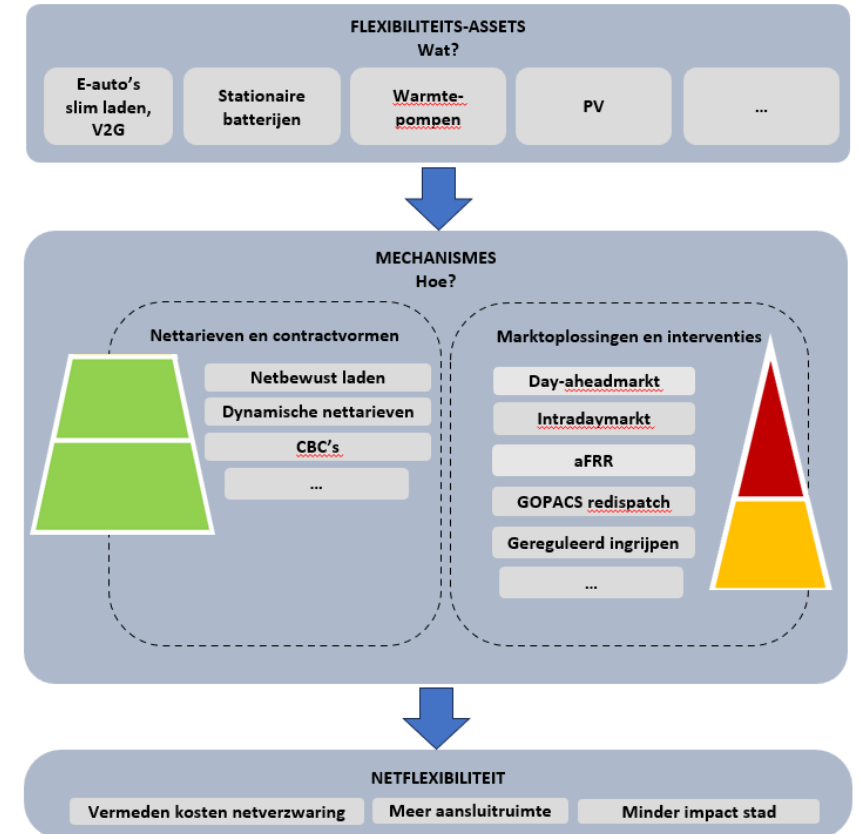 FLEXIBILITEITS-ASSETS
Wat?
E-auto’s
slim laden,
V2G
Stationaire
batterijen
Warmte-
pompen
PV
...
MECHANISMES
Hoe?
Nettarieven en contractvormen
Netbewust laden
Dynamische nettarieven
CBC’s
...
Marktoplossingen en interventies
Day-aheadmarkt
Intradaymarkt
aFRR
GOPACS redispatch
Gereguleerd ingrijpen
...
NETFLEXIBILITEIT
Vermeden kosten netverzwaring
Meer aansluitruimte
Minder impact stad